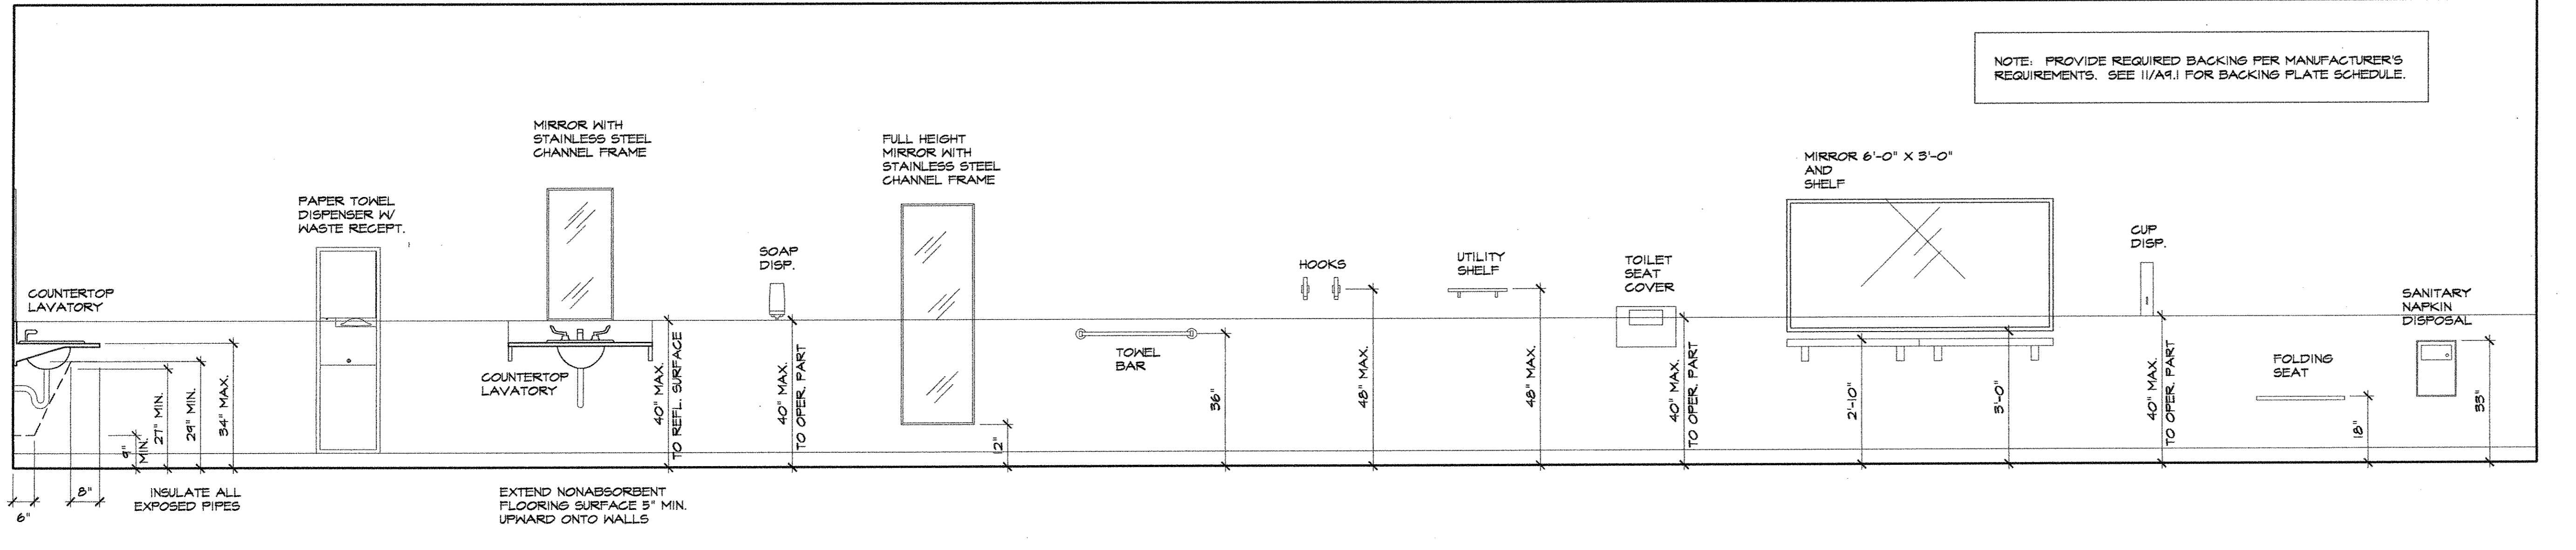 NOTE: PROVIDE REQUIRED BACKING PER MANUFACTURER'S
REQUIREMENTS. SEE 11/A9.1 FOR BACKING PLATE SCHEDULE.
COUNTERTOP
LAVATORY
PAPER TOWEL
DISPENSER W/
WASTE RECEPT.
MIRROR WITH
STAINLESS STEEL
CHANNEL FRAME
COUNTERTOP
LAVATORY
SOAP
DISP.
FULL HEIGHT
MIRROR WITH
STAINLESS STEEL
CHANNEL FRAME
TOWEL
BAR
HOOKS
UTILITY
SHELF
TOILET
SEAT
COVER
MIRROR 6'-0" X 3'-0"
AND
SHELF
CUP
DISP.
FOLDING
SEAT
SANITARY
NAPKIN
DISPOSAL
9"
MIN.
27" MIN.
29" MIN.
34" MAX.
40" MAX.
TO REFL. SURFACE
40" MAX.
TO OPER. PART
12"
36"
48" MAX.
48" MAX.
40" MAX.
TO OPER. PART
2'-10"
3'-0"
40" MAX.
TO OPER. PART
18"
33"
6"
8"
INSULATE ALL
EXPOSED PIPES
EXTEND NONABSORBENT
FLOORING SURFACE 5" MIN.
UPWARD ONTO WALLS